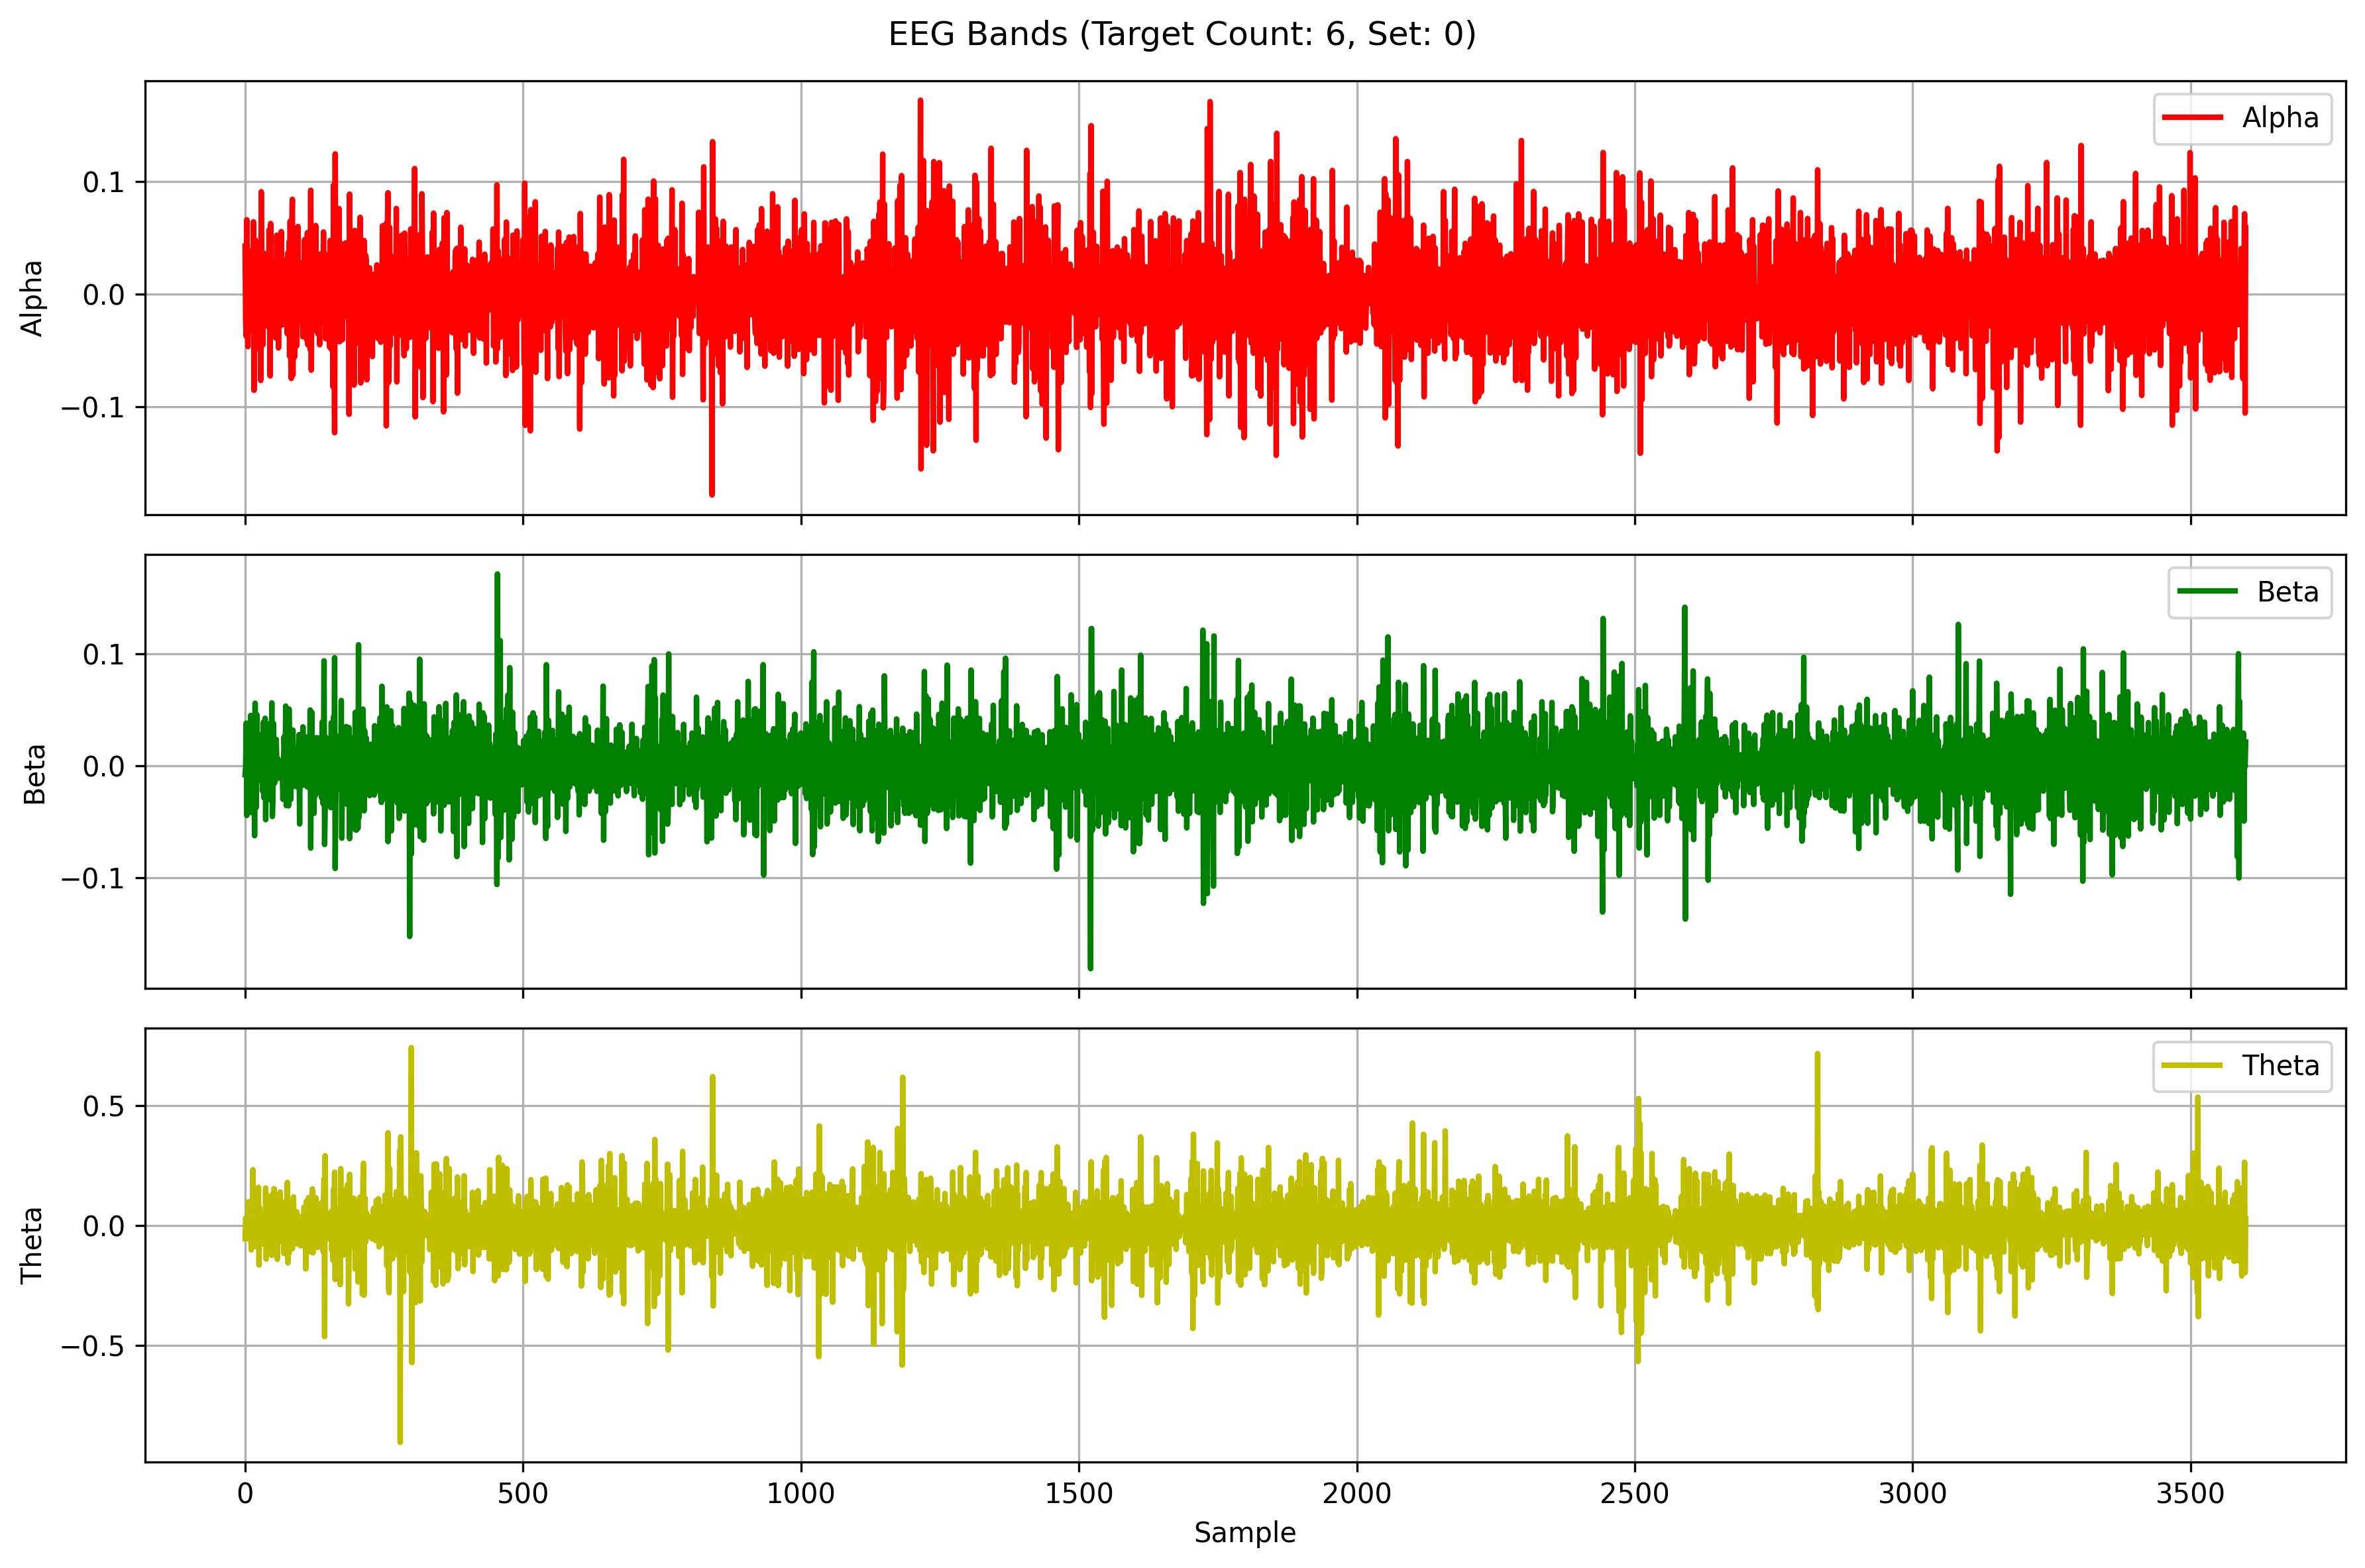 EEG Bands (Target Count: 6, Set: 0)
Alpha
0.1
0.0
−0.1
Alpha
Beta
0.1
0.0
−0.1
Beta
Theta
0.5
0.0
−0.5
Theta
0 500 1000 1500 2000 2500 3000 3500
Sample